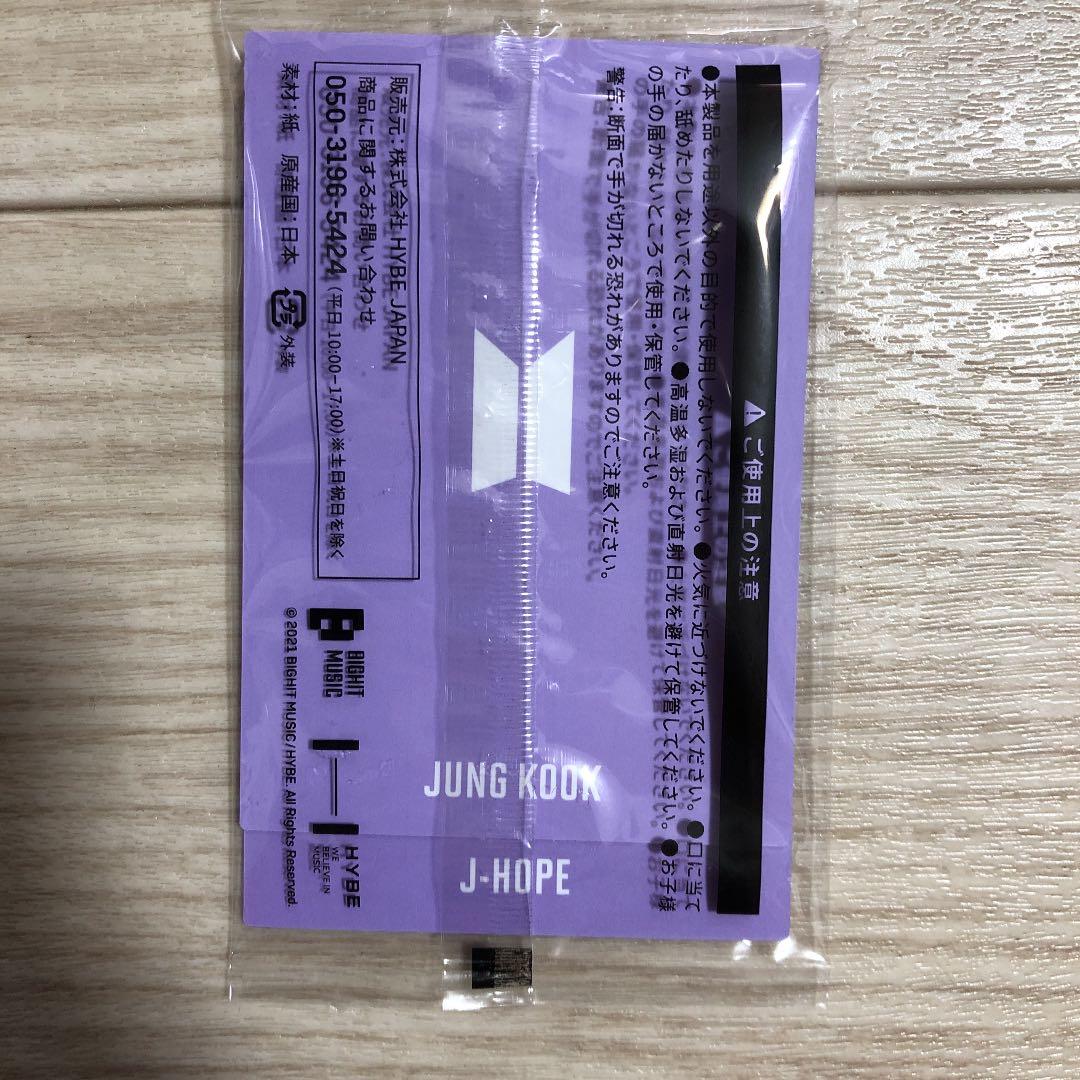 ⚠ご使用上の注意
●本製品を用途以外の目的で使用しないでください。●火気に近づけないでください。●口に当て
たり、舐めたりしないでください。●高温多湿および直射日光を避けて保管してください。●お子様
の手の届かないところで使用・保管してください。
警告:断面で手が切れる恐れがありますのでご注意ください。
販売元:株式会社 HYBE JAPAN
商品に関するお問い合わせ
050-3196-5424(平日 10:00-17:00)※土日祝日を除く
素材:紙 原産国:日本 プラ 外装
BIGHIT
MUSIC
HYBE
WE
BELIEVE IN
MUSIC
© 2021 BIGHIT MUSIC/HYBE All Rights Reserved.
JUNG KOOK
J-HOPE